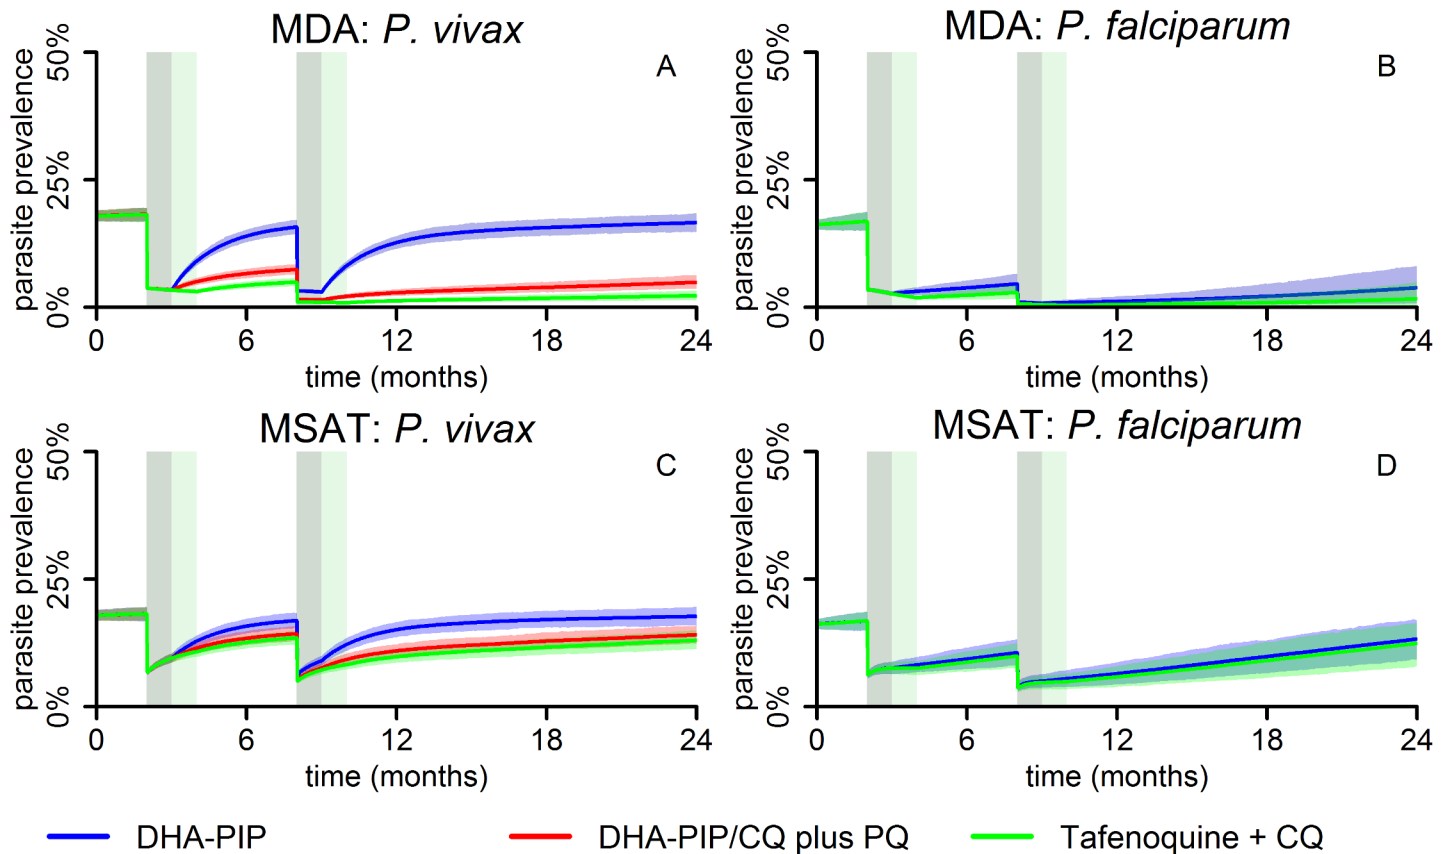 MDA: P. vivax
MDA: P. falciparum
A
B
parasite prevalence
50%
25%
0%
0 6 12 18 24
time (months)
parasite prevalence
50%
25%
0%
0 6 12 18 24
time (months)
MSAT: P. vivax
MSAT: P. falciparum
C
D
parasite prevalence
50%
25%
0%
0 6 12 18 24
time (months)
parasite prevalence
50%
25%
0%
0 6 12 18 24
time (months)
DHA-PIP
DHA-PIP/CQ plus PQ
Tafenoquine + CQ